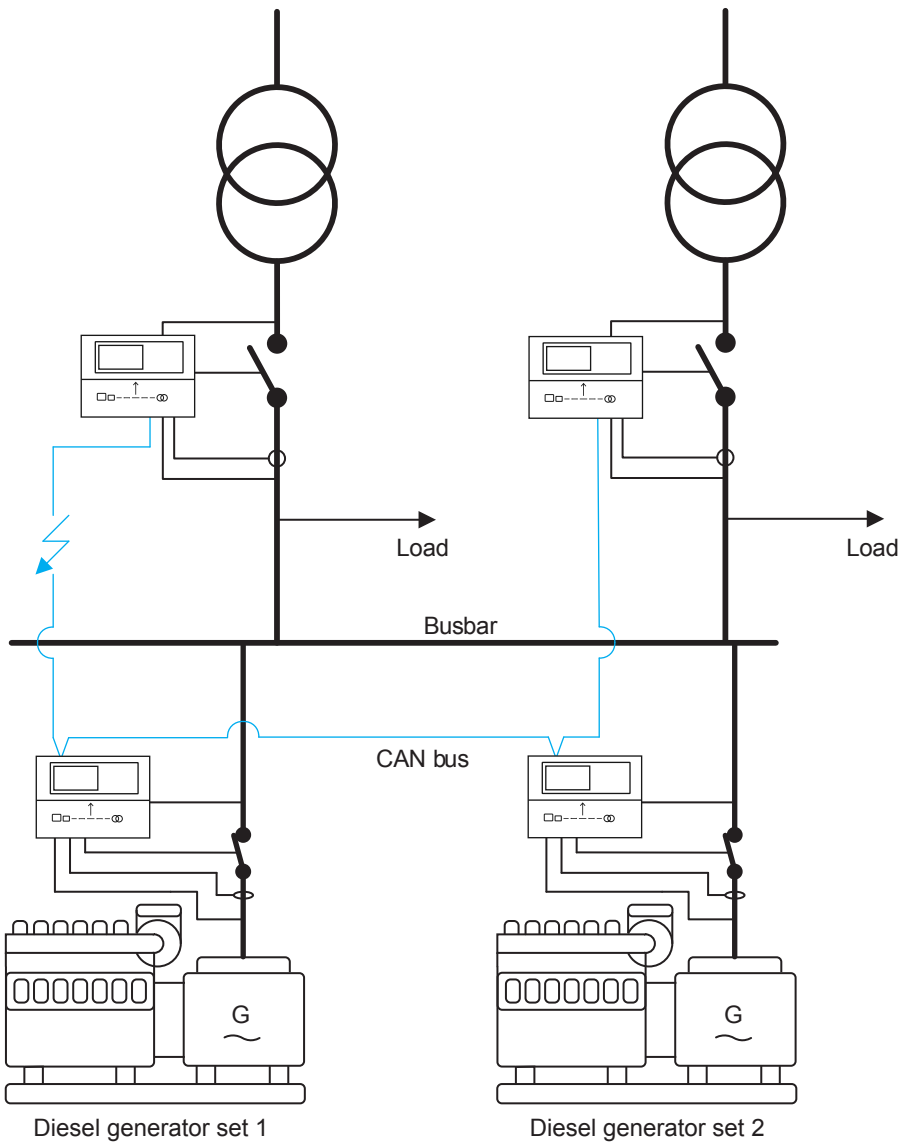 Load
Load
Busbar
CAN bus
G
G
Diesel generator set 1
Diesel generator set 2